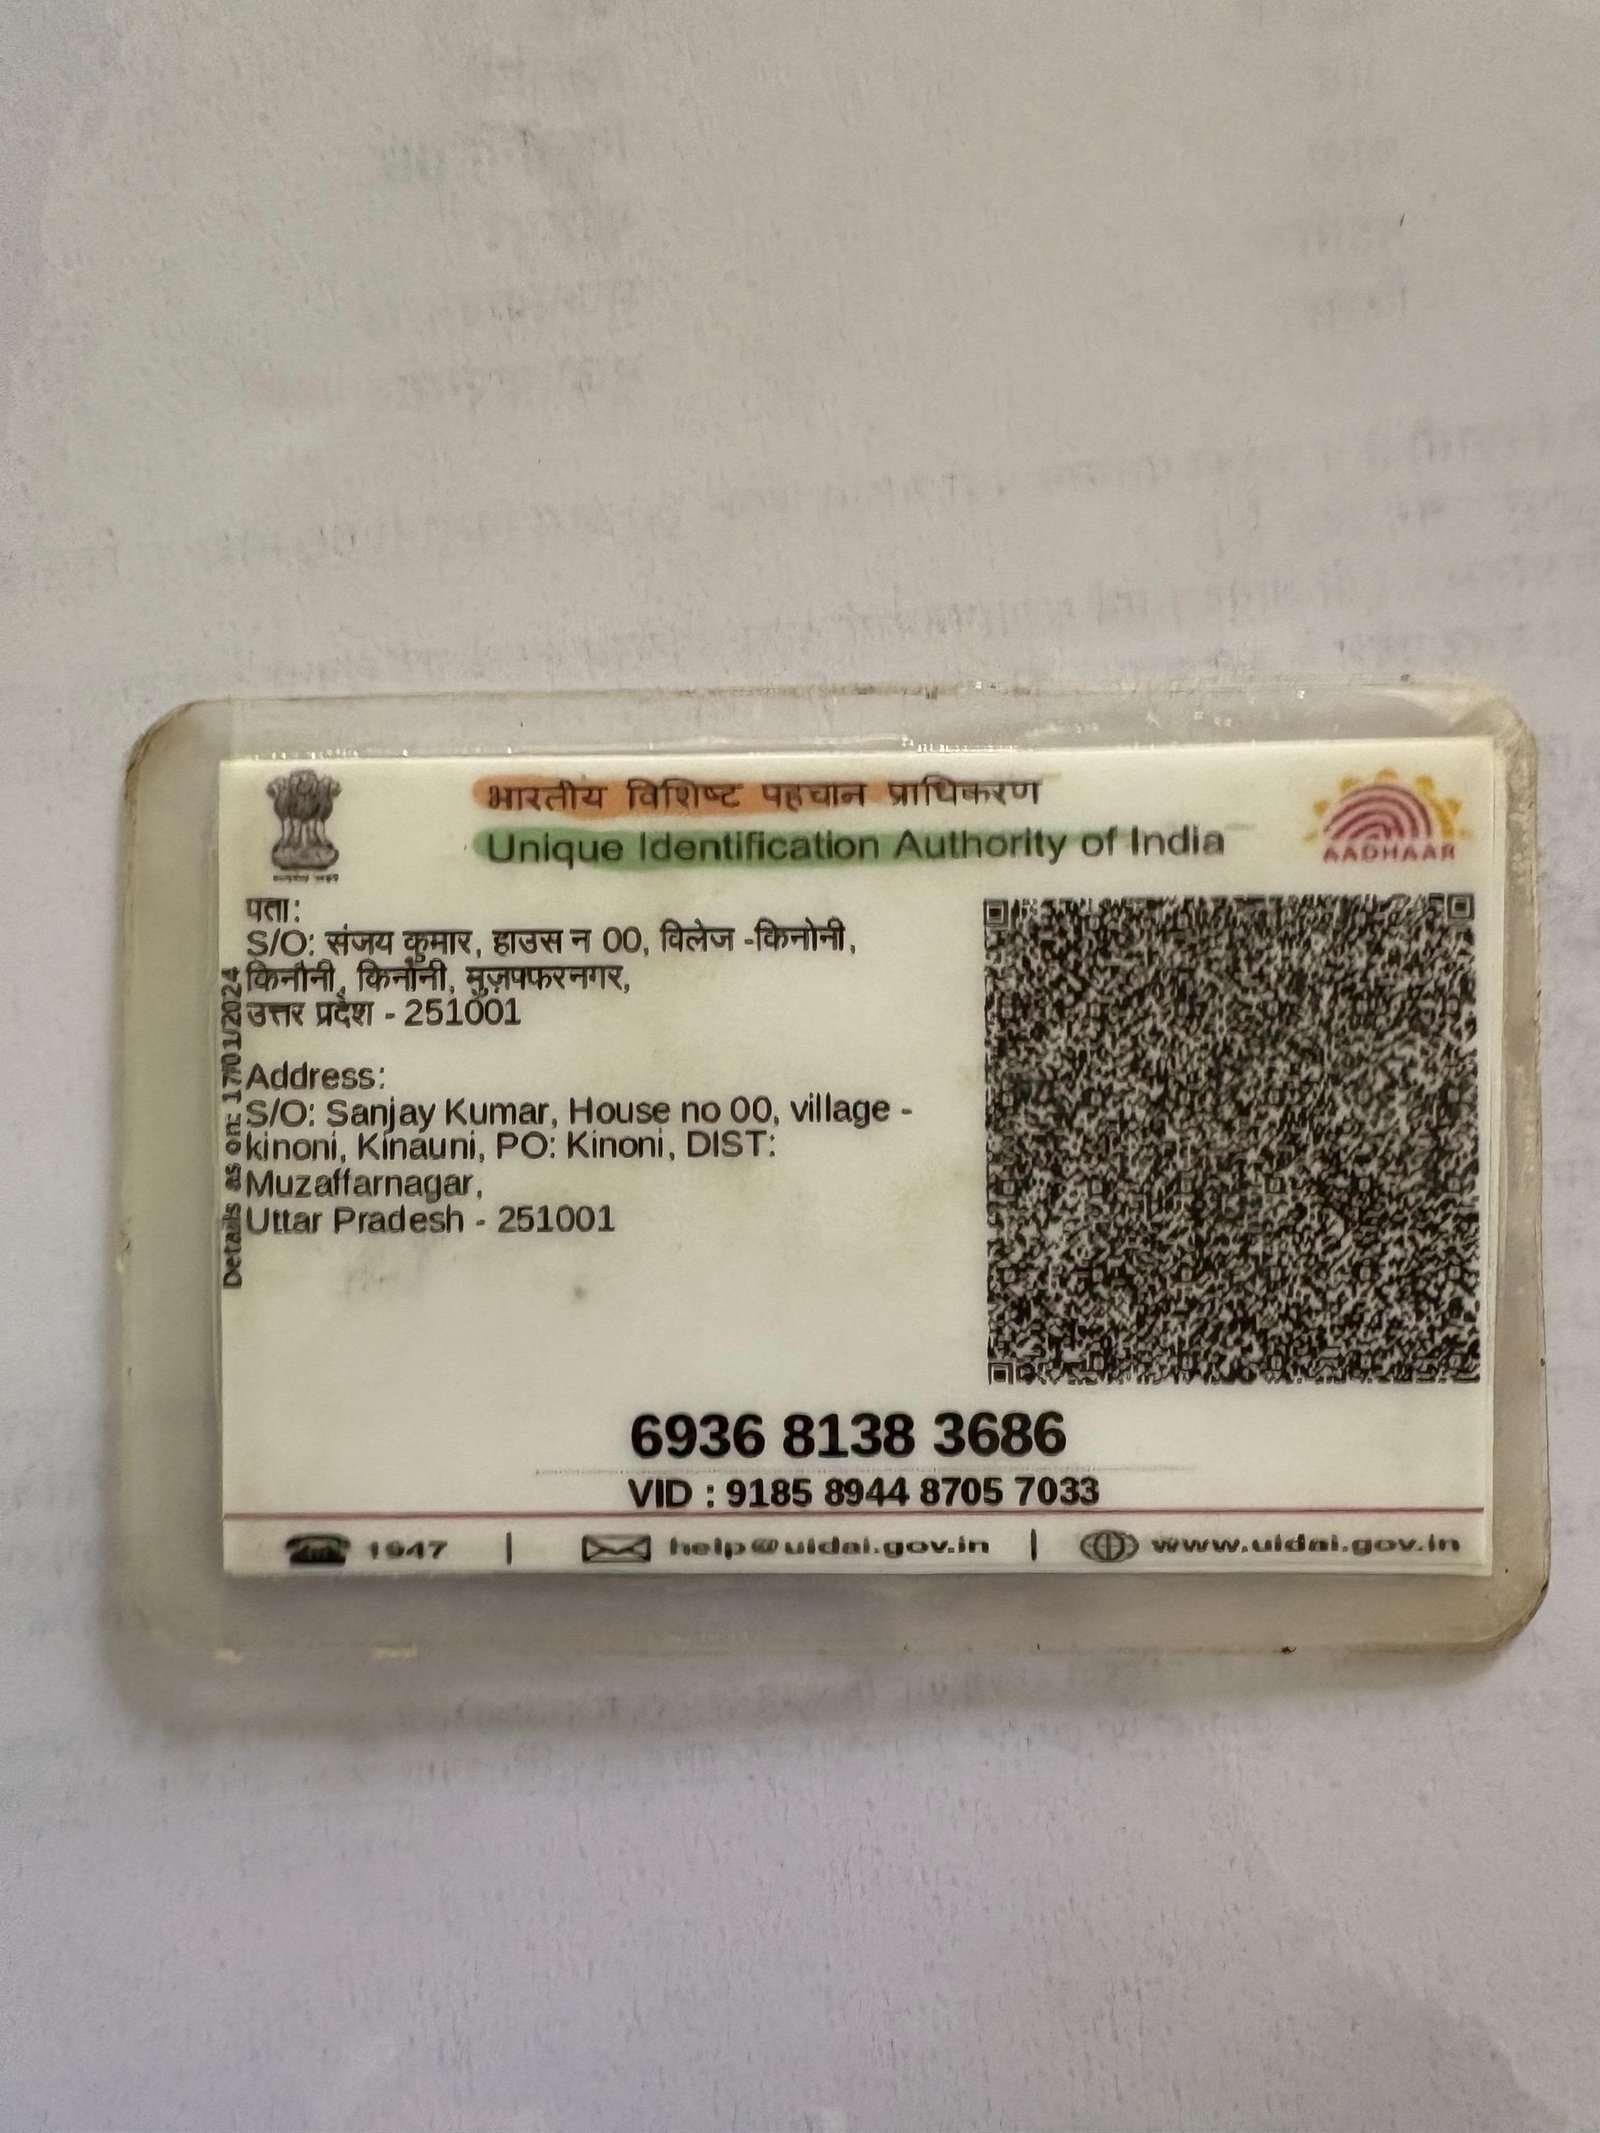 भारतीय विशिष्ट पहचान प्राधिकरण
Unique Identification Authority of India
AADHAAR
पता:
S/O: संजय कुमार, हाउस न 00, विलेज -किनोनी,
किनौनी, किनोनी, मुज़फ्फरनगर,
उत्तर प्रदेश - 251001
Address:
S/O: Sanjay Kumar, House no 00, village -
kinoni, Kinauni, PO: Kinoni, DIST:
Muzaffarnagar,
Uttar Pradesh - 251001
Details as on: 17/01/2024
6936 8138 3686
VID : 9185 8944 8705 7033
1947 | help@uidai.gov.in | www.uidai.gov.in